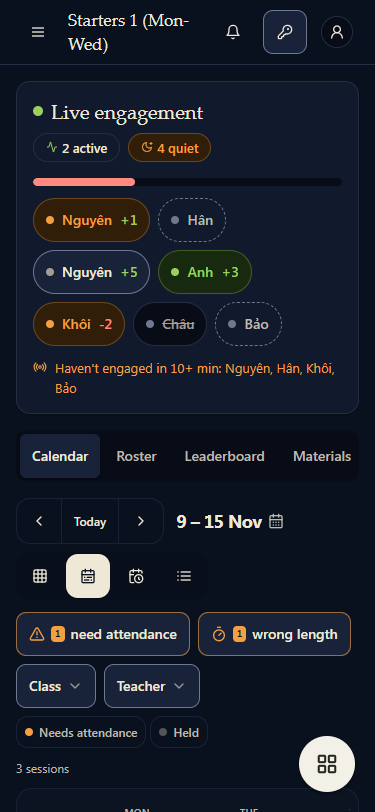 Starters 1 (Mon-
Wed)
Live engagement
2 active
4 quiet
Nguyên +1
Hân
Nguyên +5
Anh +3
Khôi -2
Châu
Bảo
Haven't engaged in 10+ min: Nguyên, Hân, Khôi,
Bảo
Calendar Roster Leaderboard Materials
Today
9 – 15 Nov
1 need attendance
1 wrong length
Class
Teacher
Needs attendance
Held
3 sessions
MON TUE